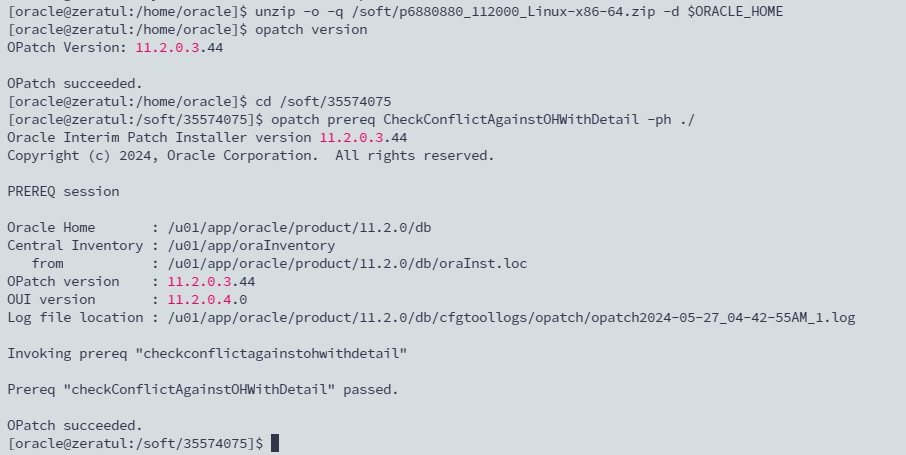 [oracle@zeratul:/home/oracle]$ unzip -o -q /soft/p6880880_112000_Linux-x86-64.zip -d $ORACLE_HOME
[oracle@zeratul:/home/oracle]$ opatch version
OPatch Version: 11.2.0.3.44

OPatch succeeded.
[oracle@zeratul:/home/oracle]$ cd /soft/35574075
[oracle@zeratul:/soft/35574075]$ opatch prereq CheckConflictAgainstOHWithDetail -ph ./
Oracle Interim Patch Installer version 11.2.0.3.44
Copyright (c) 2024, Oracle Corporation.  All rights reserved.

PREREQ session

Oracle Home       : /u01/app/oracle/product/11.2.0/db
Central Inventory : /u01/app/oraInventory
   from           : /u01/app/oracle/product/11.2.0/db/oraInst.loc
OPatch version    : 11.2.0.3.44
OUI version       : 11.2.0.4.0
Log file location : /u01/app/oracle/product/11.2.0/db/cfgtoollogs/opatch/opatch2024-05-27_04-42-55AM_1.log

Invoking prereq "checkconflictagainstohwithdetail"

Prereq "checkConflictAgainstOHWithDetail" passed.

OPatch succeeded.
[oracle@zeratul:/soft/35574075]$